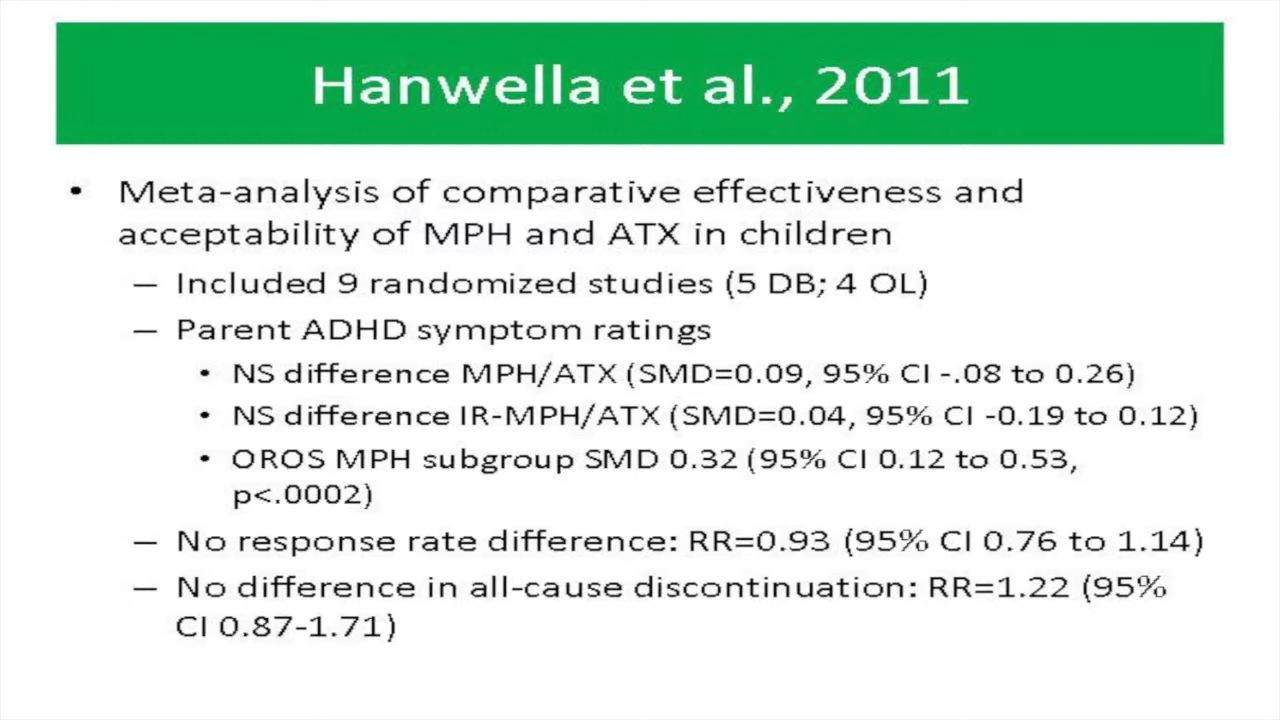 Hanwella et al., 2011
• Meta-analysis of comparative effectiveness and
acceptability of MPH and ATX in children
– Included 9 randomized studies (5 DB; 4 OL)
– Parent ADHD symptom ratings
• NS difference MPH/ATX (SMD=0.09, 95% CI -.08 to 0.26)
• NS difference IR-MPH/ATX (SMD=0.04, 95% CI -0.19 to 0.12)
• OROS MPH subgroup SMD 0.32 (95% CI 0.12 to 0.53,
p<.0002)
– No response rate difference: RR=0.93 (95% CI 0.76 to 1.14)
– No difference in all-cause discontinuation: RR=1.22 (95%
CI 0.87-1.71)